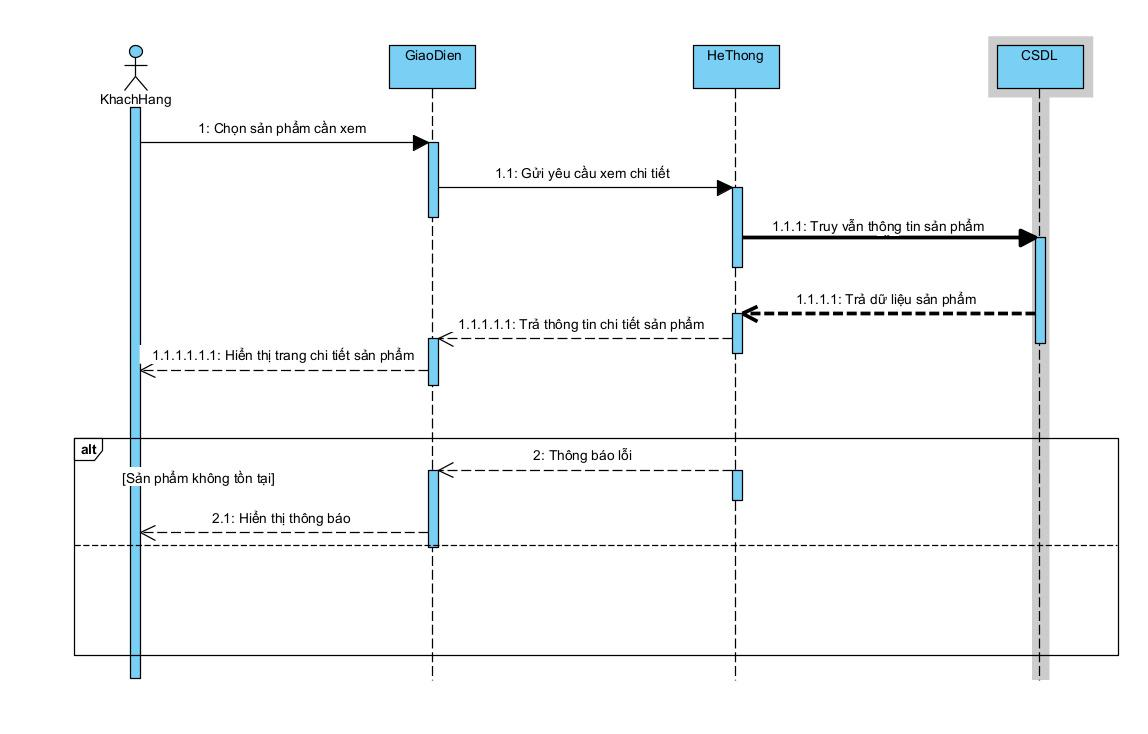 KhachHang
GiaoDien
HeThong
CSDL
1: Chọn sản phẩm cần xem
1.1: Gửi yêu cầu xem chi tiết
1.1.1: Truy vẫn thông tin sản phẩm
1.1.1.1: Trả dữ liệu sản phẩm
1.1.1.1.1: Trả thông tin chi tiết sản phẩm
1.1.1.1.1.1: Hiển thị trang chi tiết sản phẩm
alt
2: Thông báo lỗi
[Sản phẩm không tồn tại]
2.1: Hiển thị thông báo